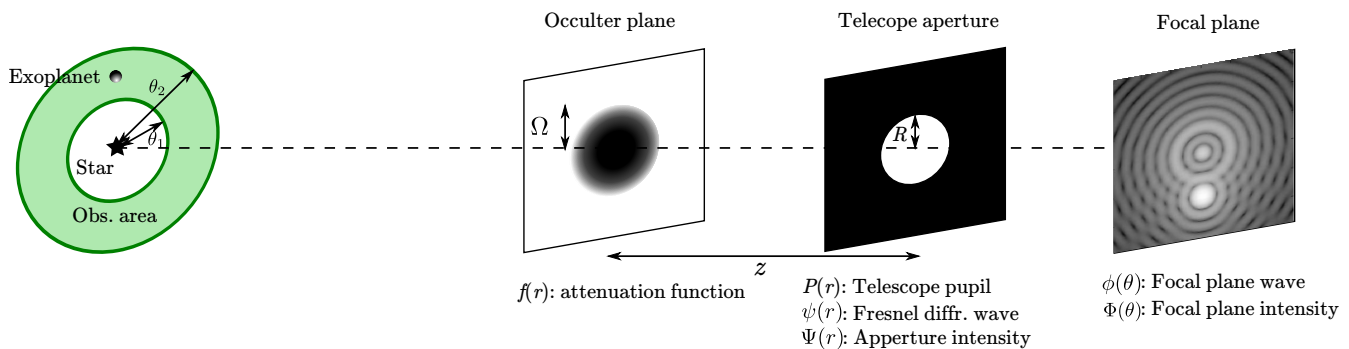 Occulter plane
Telecope aperture
Focal plane
Exoplanet
θ₂
θ₁
Star
Obs. area
Ω
R
z
f(r): attenuation function
P(r): Telescope pupil
ψ(r): Fresnel diffr. wave
Ψ(r): Apperture intensity
ϕ(θ): Focal plane wave
Φ(θ): Focal plane intensity